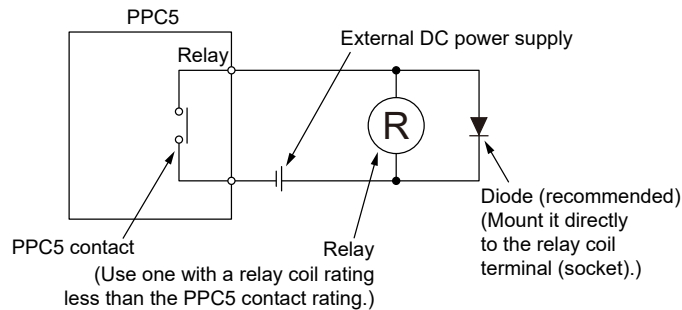 PPC5
External DC power supply
Relay
R
Diode (recommended)
(Mount it directly
to the relay coil
terminal (socket).)
PPC5 contact
Relay
(Use one with a relay coil rating
less than the PPC5 contact rating.)